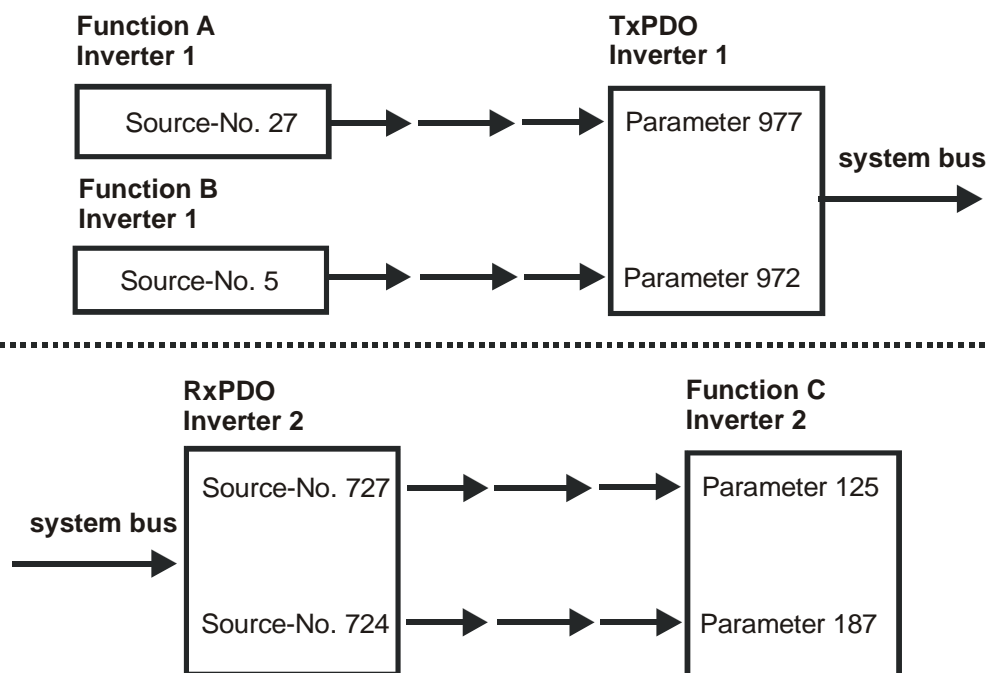 Function A
Inverter 1
Source-No. 27
Function B
Inverter 1
Source-No. 5
TxPDO
Inverter 1
Parameter 977
Parameter 972
system bus
system bus
RxPDO
Inverter 2
Source-No. 727
Source-No. 724
Function C
Inverter 2
Parameter 125
Parameter 187